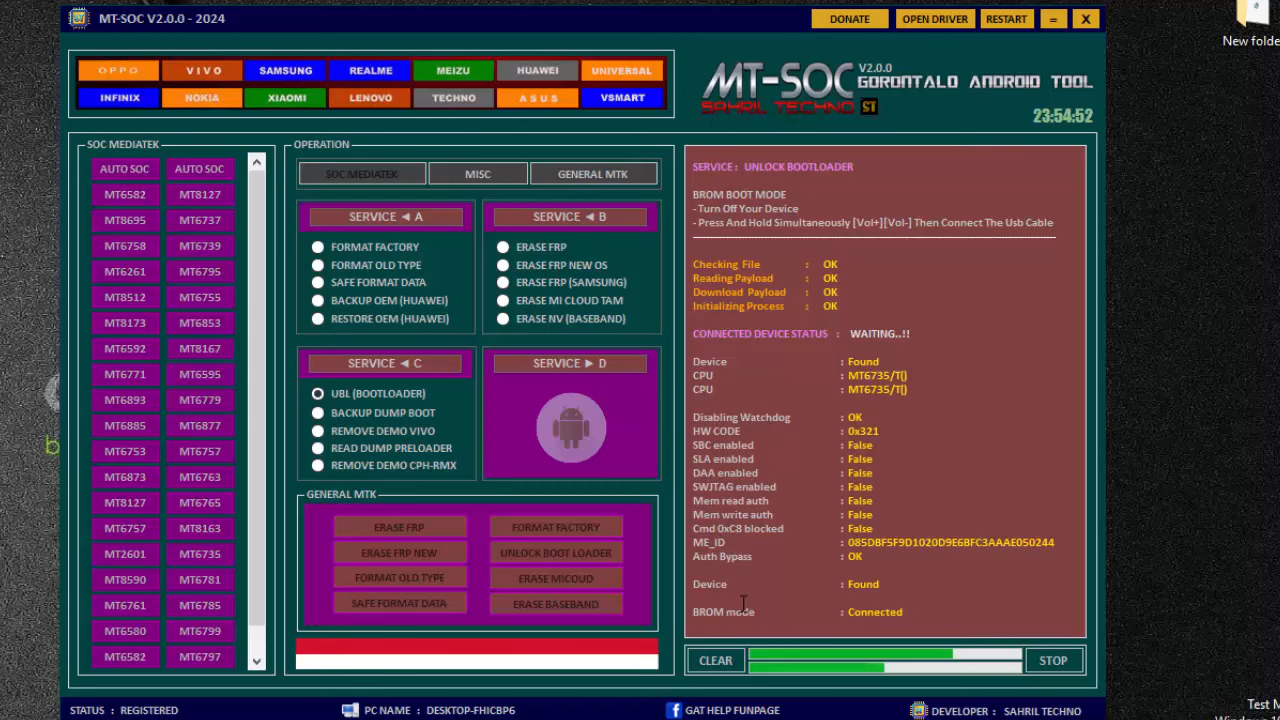 MT-SOC V2.0.0 - 2024
DONATE
OPEN DRIVER
RESTART
=
X
New folde
OPPO VIVO SAMSUNG REALME MEIZU HUAWEI UNIVERSAL
INFINIX NOKIA XIAOMI LENOVO TECHNO ASUS VSMART
MT-SOC V2.0.0
GORONTALO ANDROID TOOL
SAHRIL TECHNO ST
23:54:52
SOC MEDIATEK
AUTO SOC AUTO SOC
MT6582 MT8127
MT8695 MT6737
MT6758 MT6739
MT6261 MT6795
MT8512 MT6755
MT8173 MT6853
MT6592 MT8167
MT6771 MT6595
MT6893 MT6779
MT6885 MT6877
MT6753 MT6757
MT6873 MT6763
MT8127 MT6765
MT6757 MT8163
MT2601 MT6735
MT8590 MT6781
MT6761 MT6785
MT6580 MT6799
MT6582 MT6797
OPERATION
SOC MEDIATEK MISC GENERAL MTK
SERVICE ◄ A
FORMAT FACTORY
FORMAT OLD TYPE
SAFE FORMAT DATA
BACKUP OEM (HUAWEI)
RESTORE OEM (HUAWEI)
SERVICE ◄ B
ERASE FRP
ERASE FRP NEW OS
ERASE FRP (SAMSUNG)
ERASE MI CLOUD TAM
ERASE NV (BASEBAND)
SERVICE ◄ C
UBL (BOOTLOADER)
BACKUP DUMP BOOT
REMOVE DEMO VIVO
READ DUMP PRELOADER
REMOVE DEMO CPH-RMX
SERVICE ► D
GENERAL MTK
ERASE FRP FORMAT FACTORY
ERASE FRP NEW UNLOCK BOOT LOADER
FORMAT OLD TYPE ERASE MICOUD
SAFE FORMAT DATA ERASE BASEBAND
SERVICE : UNLOCK BOOTLOADER
BROM BOOT MODE
- Turn Off Your Device
- Press And Hold Simultaneously [Vol+][Vol-] Then Connect The Usb Cable
Checking File : OK
Reading Payload : OK
Download Payload : OK
Initializing Process : OK
CONNECTED DEVICE STATUS : WAITING..!!
Device : Found
CPU : MT6735/T()
CPU : MT6735/T()
Disabling Watchdog : OK
HW CODE : 0x321
SBC enabled : False
SLA enabled : False
DAA enabled : False
SWJTAG enabled : False
Mem read auth : False
Mem write auth : False
Cmd 0xC8 blocked : False
ME_ID : 085DBF5F9D1020D9E6BFC3AAAE050244
Auth Bypass : OK
Device : Found
BROM mode : Connected
CLEAR
STOP
STATUS : REGISTERED
PC NAME : DESKTOP-FHICBP6
GAT HELP FUNPAGE
DEVELOPER : SAHRIL TECHNO
Test M